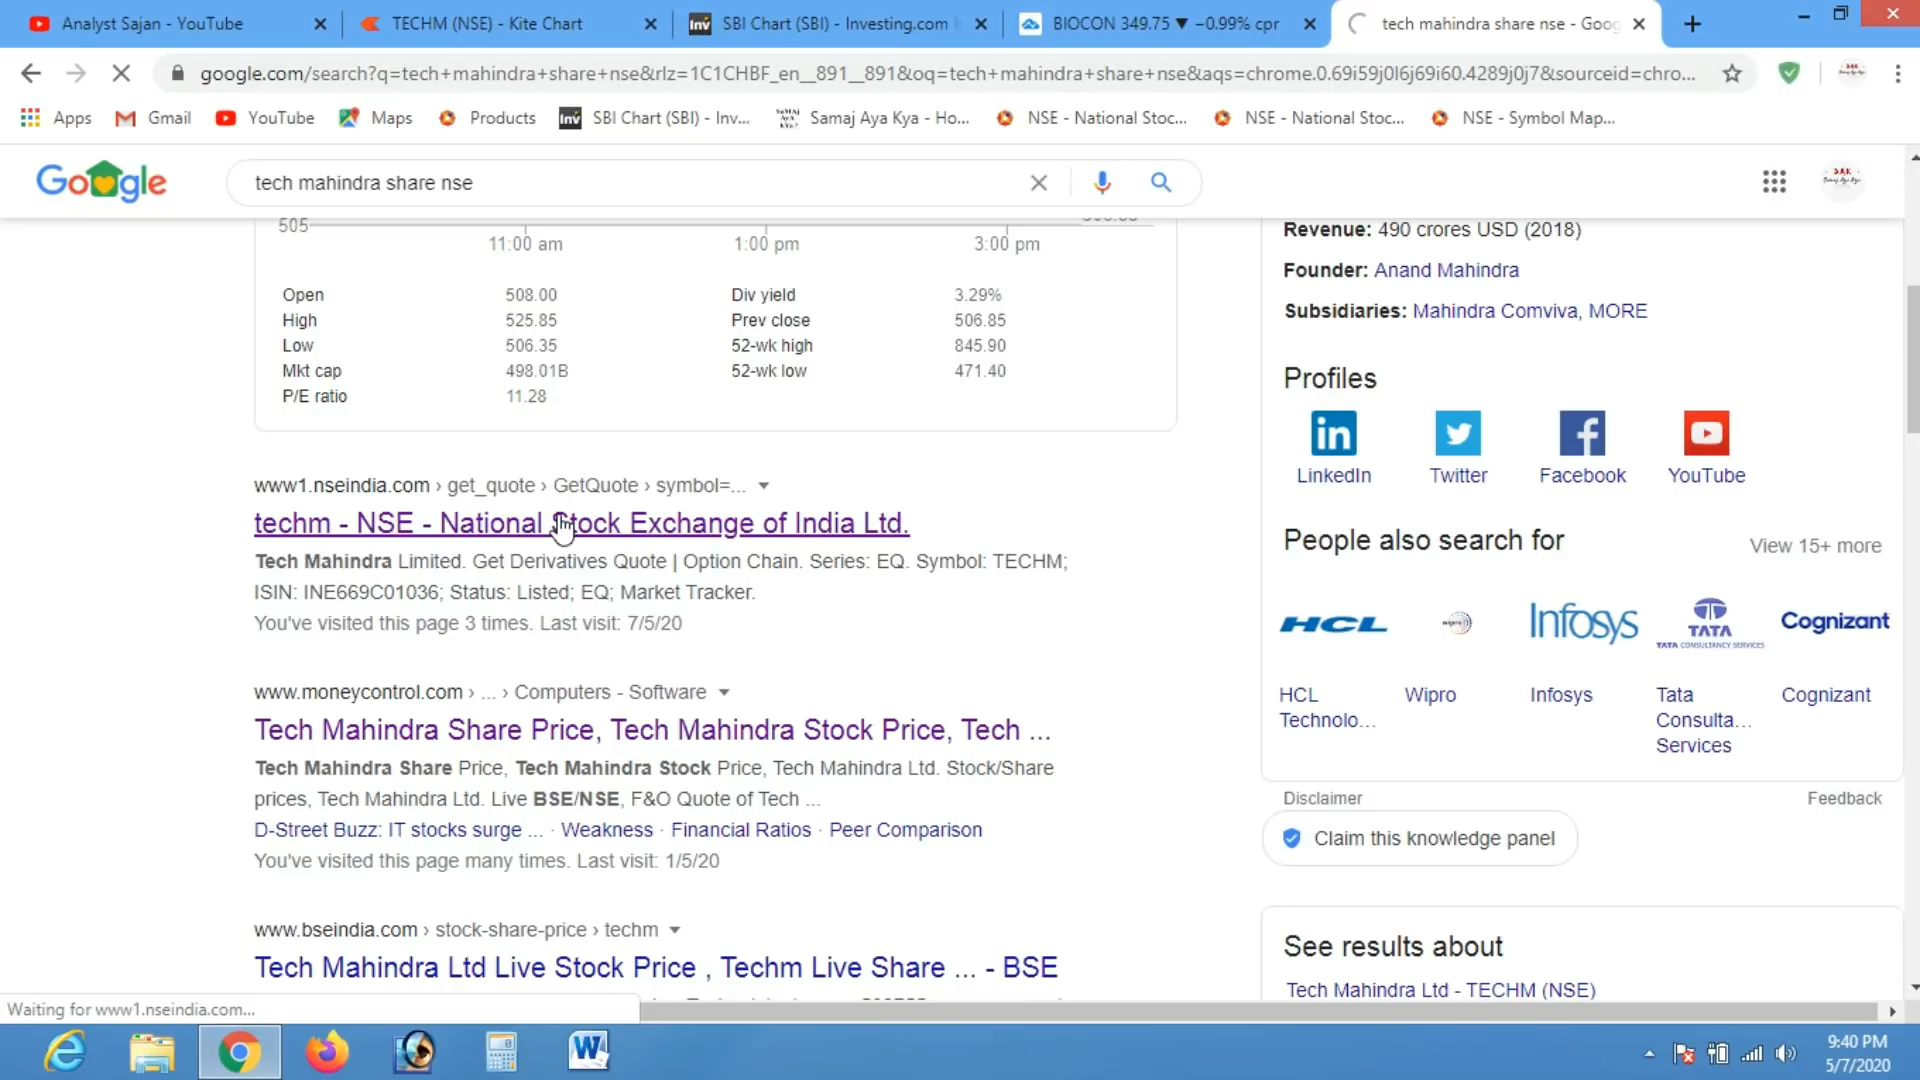 Analyst Sajan - YouTube
TECHM (NSE) - Kite Chart
Inv SBI Chart (SBI) - Investing.com
BIOCON 349.75 ▼ −0.99% cpr
tech mahindra share nse - Goog
google.com/search?q=tech+mahindra+share+nse&rlz=1C1CHBF_en__891__891&oq=tech+mahindra+share+nse&aqs=chrome.0.69i59j0l6j69i60.4289j0j7&sourceid=chro...
Apps
Gmail
YouTube
Maps
Products
Inv SBI Chart (SBI) - Inv...
Samaj Aya Kya - Ho...
NSE - National Stoc...
NSE - National Stoc...
NSE - Symbol Map...
Google
tech mahindra share nse
505
11:00 am 1:00 pm 3:00 pm
Open 508.00 Div yield 3.29%
High 525.85 Prev close 506.85
Low 506.35 52-wk high 845.90
Mkt cap 498.01B 52-wk low 471.40
P/E ratio 11.28
www1.nseindia.com › get_quote › GetQuote › symbol=...
techm - NSE - National Stock Exchange of India Ltd.
Tech Mahindra Limited. Get Derivatives Quote | Option Chain. Series: EQ. Symbol: TECHM;
ISIN: INE669C01036; Status: Listed; EQ; Market Tracker.
You've visited this page 3 times. Last visit: 7/5/20
www.moneycontrol.com › ... › Computers - Software
Tech Mahindra Share Price, Tech Mahindra Stock Price, Tech ...
Tech Mahindra Share Price, Tech Mahindra Stock Price, Tech Mahindra Ltd. Stock/Share
prices, Tech Mahindra Ltd. Live BSE/NSE, F&O Quote of Tech ...
D-Street Buzz: IT stocks surge ... · Weakness · Financial Ratios · Peer Comparison
You've visited this page many times. Last visit: 1/5/20
www.bseindia.com › stock-share-price › techm
Tech Mahindra Ltd Live Stock Price , Techm Live Share ... - BSE
Revenue: 490 crores USD (2018)
Founder: Anand Mahindra
Subsidiaries: Mahindra Comviva, MORE
Profiles
in
LinkedIn Twitter Facebook YouTube
People also search for View 15+ more
HCL wipro Infosys TATA Cognizant
TATA CONSULTANCY SERVICES
HCL Technolo...
Wipro
Infosys
Tata Consulta... Services
Cognizant
Disclaimer Feedback
Claim this knowledge panel
See results about
Tech Mahindra Ltd - TECHM (NSE)
Waiting for www1.nseindia.com...
9:40 PM
5/7/2020